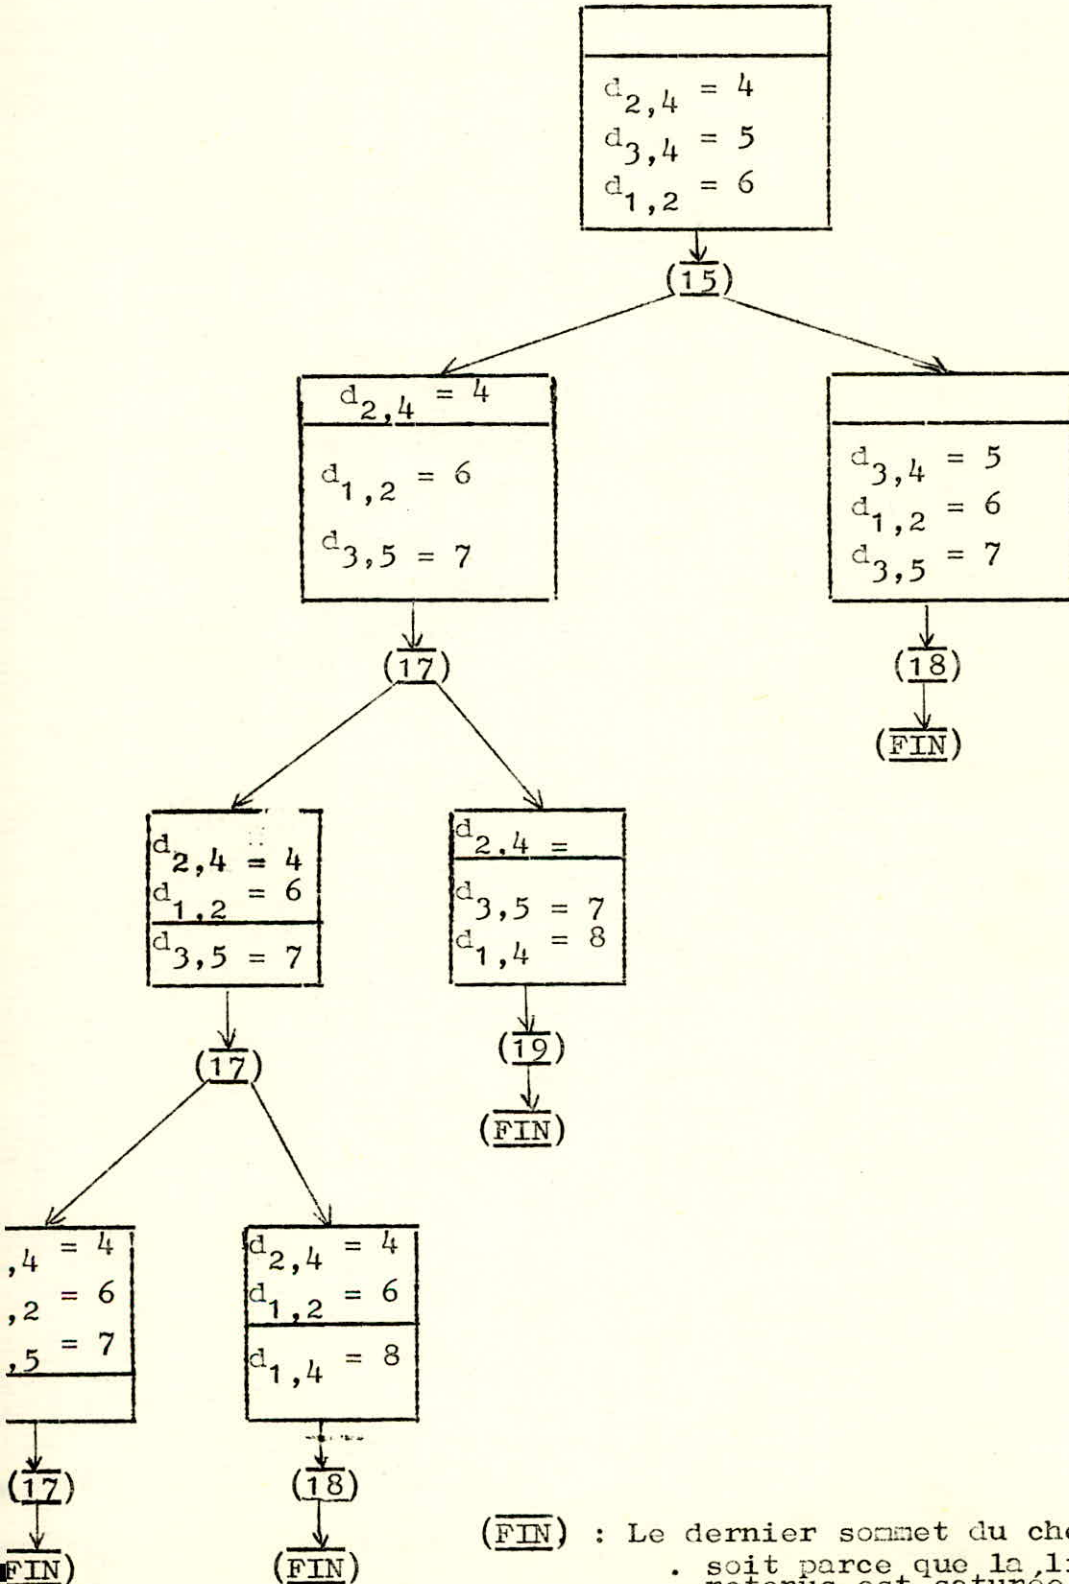 d2,4 = 4
d3,4 = 5
d1,2 = 6
(15)
d2,4 = 4
d1,2 = 6
d3,5 = 7
(17)
d3,4 = 5
d1,2 = 6
d3,5 = 7
(18)
(FIN)
d2,4 = 4
d1,2 = 6
d3,5 = 7
(17)
d2,4 =
d3,5 = 7
d1,4 = 8
(19)
(FIN)
,4 = 4
,2 = 6
,5 = 7
(17)
FIN)
d2,4 = 4
d1,2 = 6
d1,4 = 8
(18)
(FIN)
(FIN) : Le dernier sommet du
. soit parce que la